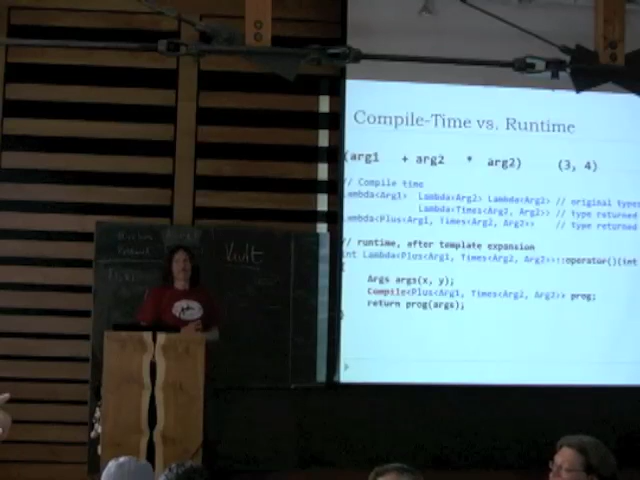 Compile-Time vs. Runtime
(arg1 + arg2 * arg2) (3, 4)
// Compile time
Lambda<Arg1> Lambda<Arg2> Lambda<Arg2> // original types
Lambda<Times<Arg2, Arg2>> // type returned
Lambda<Plus<Arg1, Times<Arg2, Arg2>> // type returned
// runtime, after template expansion
int Lambda<Plus<Arg1, Times<Arg2, Arg2>>::operator()(int
{
Args args(x, y);
Compile<Plus<Arg1, Times<Arg2, Arg2>> prog;
return prog(args);
}
Vault